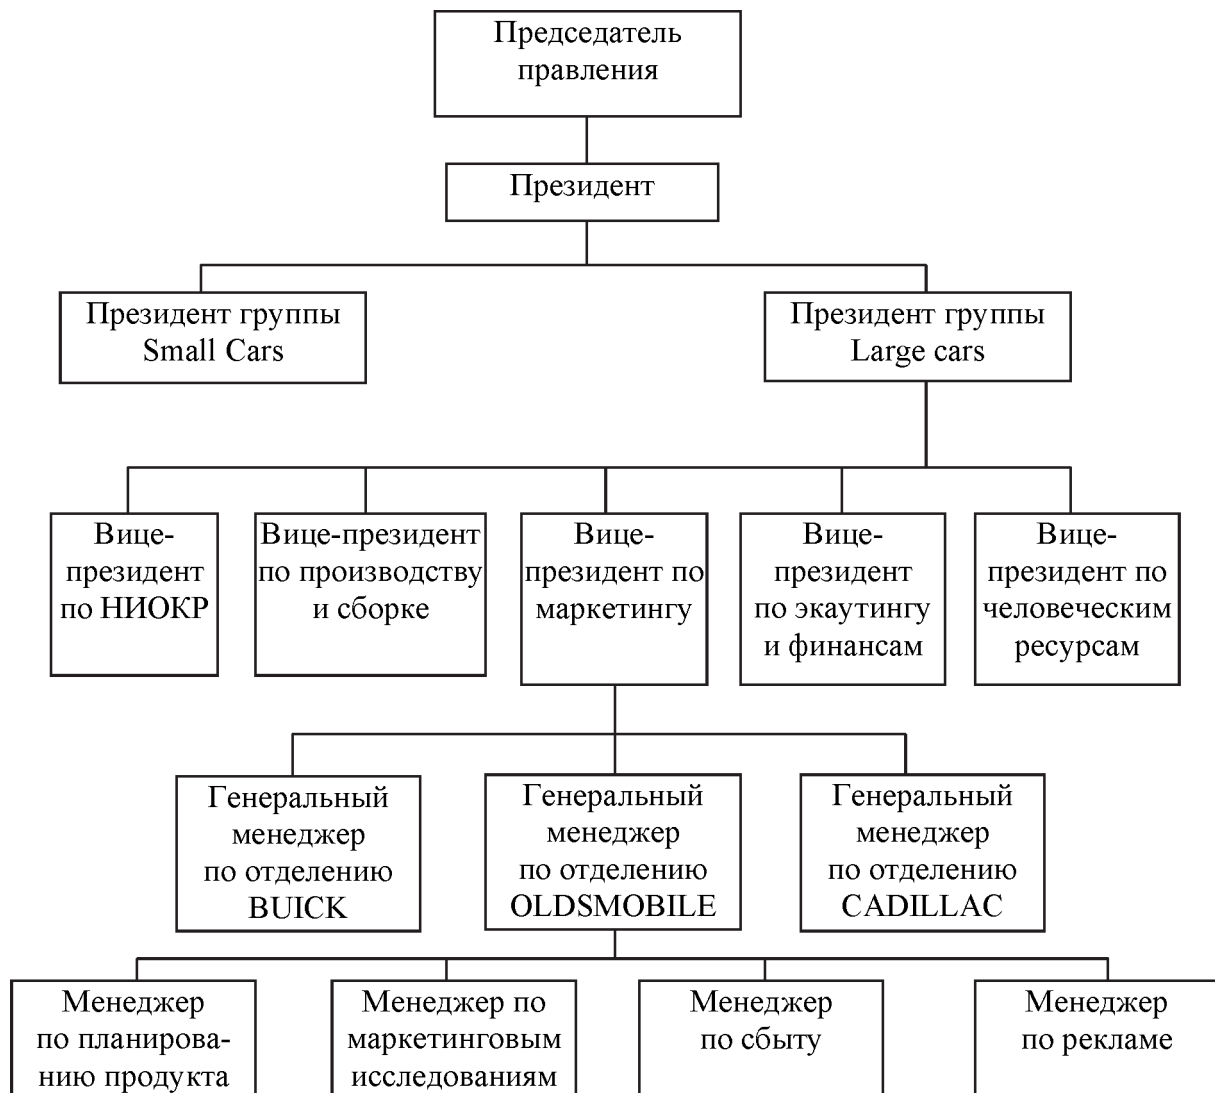 Председатель
правления
Президент
Президент группы
Small Cars
Президент группы
Large cars
Вице-
президент
по НИОКР
Вице-президент
по производству
и сборке
Вице-
президент по
маркетингу
Вице-
президент
по экаутингу
и финансам
Вице-
президент по
человеческим
ресурсам
Генеральный
менеджер
по отделению
BUICK
Генеральный
менеджер
по отделению
OLDSMOBILE
Генеральный
менеджер
по отделению
CADILLAC
Менеджер
по планирова-
нию продукта
Менеджер по
маркетинговым
исследованиям
Менеджер
по сбыту
Менеджер
по рекламе